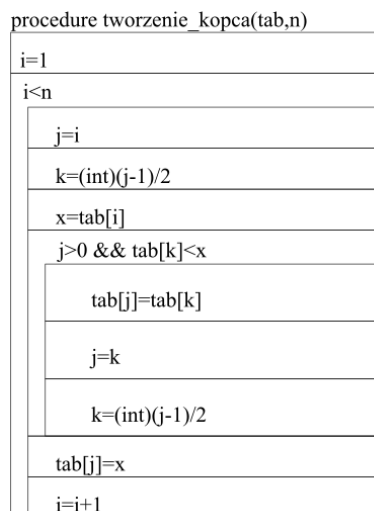 procedure tworzenie_kopca(tab,n)
i=1
i<n
j=i
k=(int)(j-1)/2
x=tab[i]
j>0 && tab[k]<x
tab[j]=tab[k]
j=k
k=(int)(j-1)/2
tab[j]=x
i=i+1